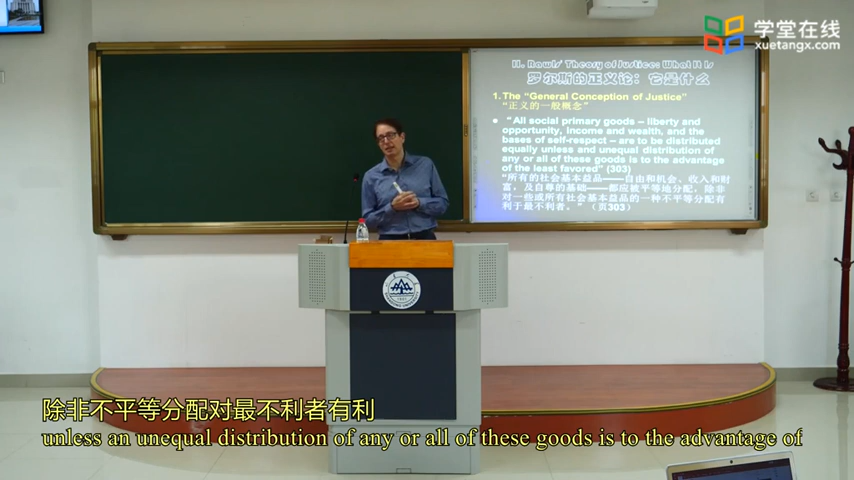 学堂在线
xuetangx.com
II. Rawls' Theory of Justice: What It Is
罗尔斯的正义论：它是什么
1. The “General Conception of Justice”
“正义的一般概念”
● “All social primary goods – liberty and
opportunity, income and wealth, and the
bases of self-respect – are to be distributed
equally unless and unequal distribution of
any or all of these goods is to the advantage
of the least favored” (303)
“所有的社会基本益品——自由和机会、收入和财
富，及自尊的基础——都应被平等地分配，除非
对一些或所有社会基本益品的一种不平等分配有
利于最不利者。”（页303）
除非不平等分配对最不利者有利
unless an unequal distribution of any or all of these goods is to the advantage of